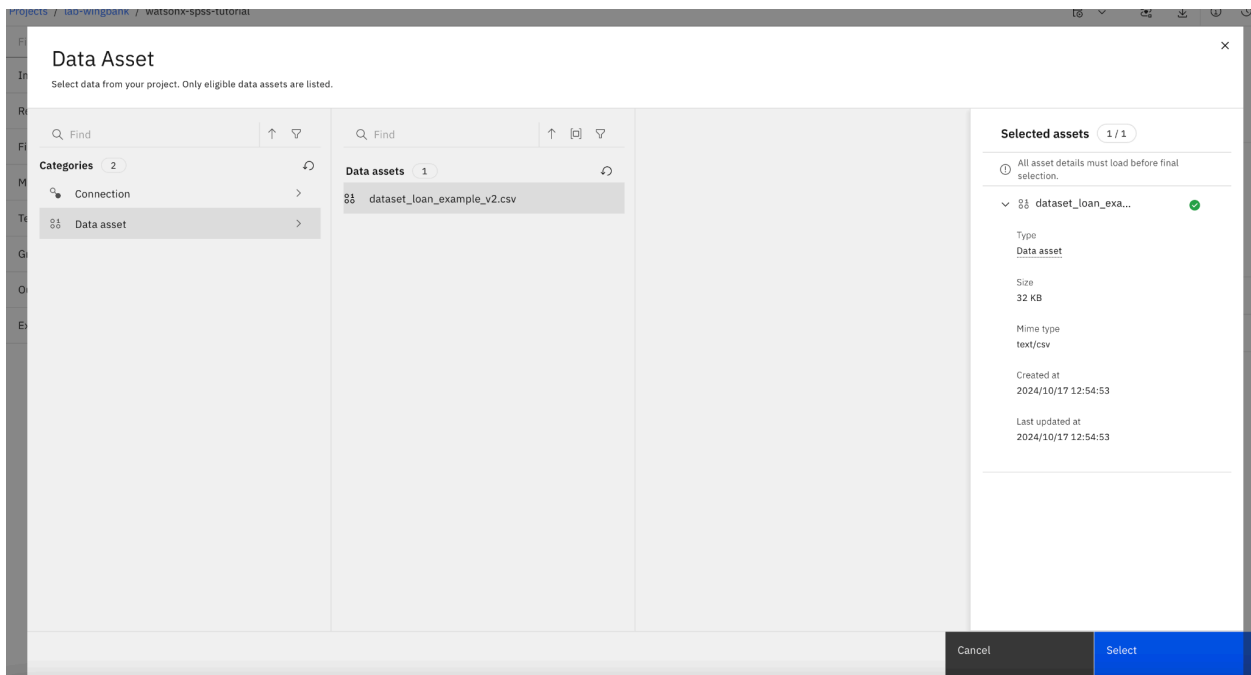 Projects / lab-wingbank / watsonx-spss-tutorial
Data Asset
Select data from your project. Only eligible data assets are listed.
Find
Categories 2
Connection
Data asset
Find
Data assets 1
dataset_loan_example_v2.csv
Selected assets 1 / 1
All asset details must load before final
selection.
dataset_loan_exa...
Type
Data asset
Size
32 KB
Mime type
text/csv
Created at
2024/10/17 12:54:53
Last updated at
2024/10/17 12:54:53
Cancel
Select